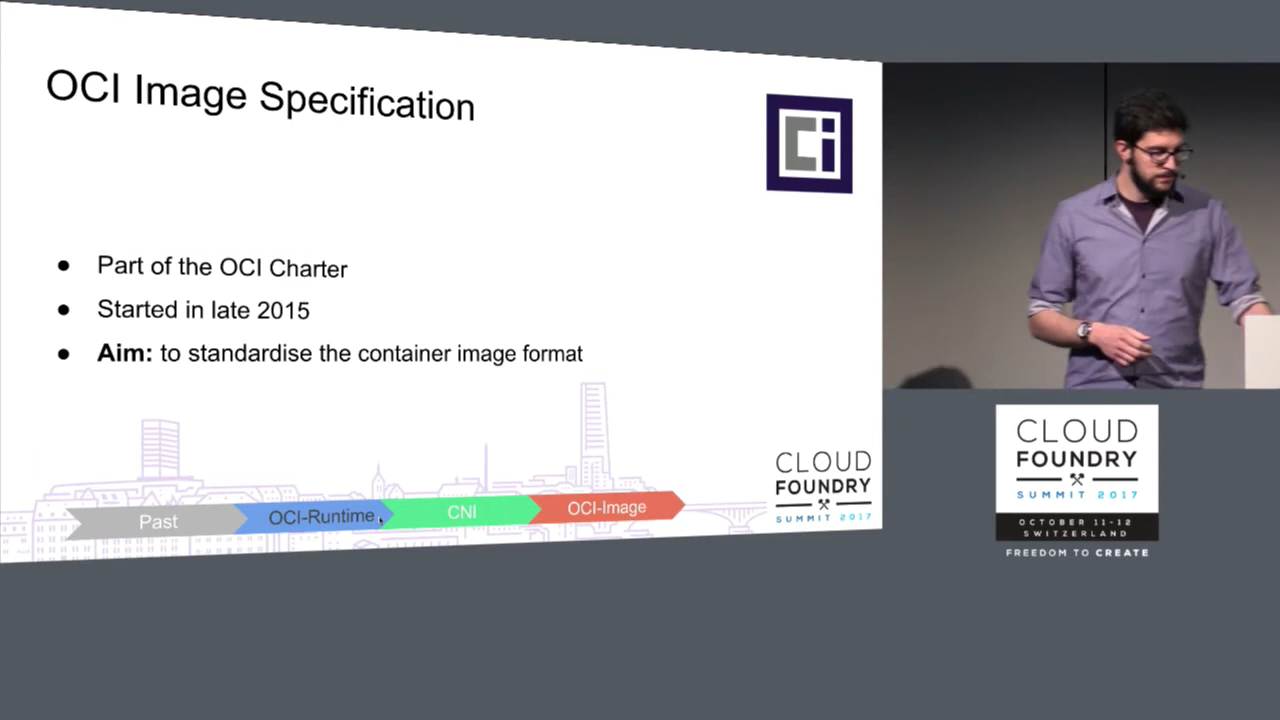 OCI Image Specification
Ci
● Part of the OCI Charter
● Started in late 2015
● Aim: to standardise the container image format
Past
OCI-Runtime
CNI
OCI-Image
CLOUD
FOUNDRY
SUMMIT 2017
CLOUD
FOUNDRY
SUMMIT 2017
OCTOBER 11-12
SWITZERLAND
FREEDOM TO CREATE